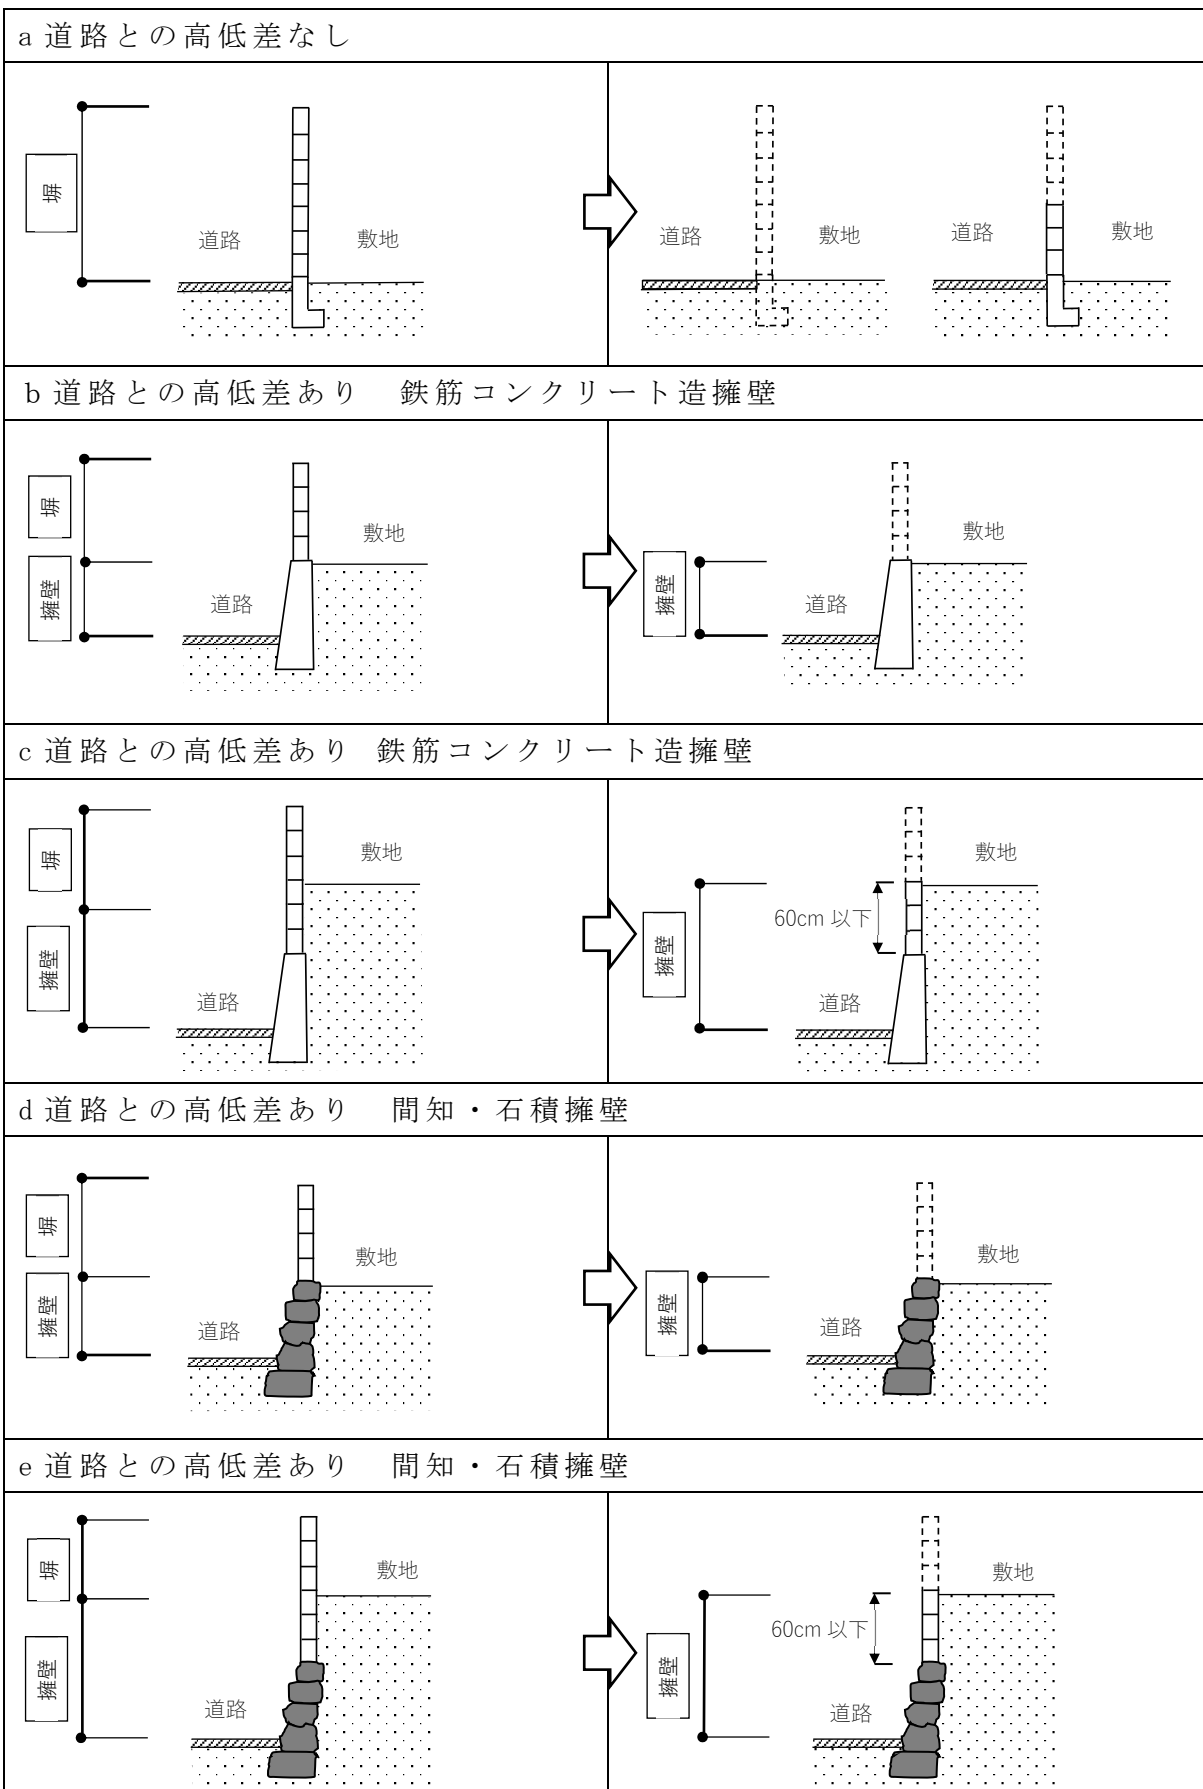 a 道路との高低差なし
塀
道路
敷地
道路
敷地
道路
敷地
b 道路との高低差あり　鉄筋コンクリート造擁壁
塀
擁壁
道路
敷地
擁壁
道路
敷地
c 道路との高低差あり 鉄筋コンクリート造擁壁
塀
擁壁
道路
敷地
擁壁
60cm 以下
道路
敷地
d 道路との高低差あり　間知・石積擁壁
塀
擁壁
道路
敷地
擁壁
道路
敷地
e 道路との高低差あり　間知・石積擁壁
塀
擁壁
道路
敷地
擁壁
60cm 以下
道路
敷地